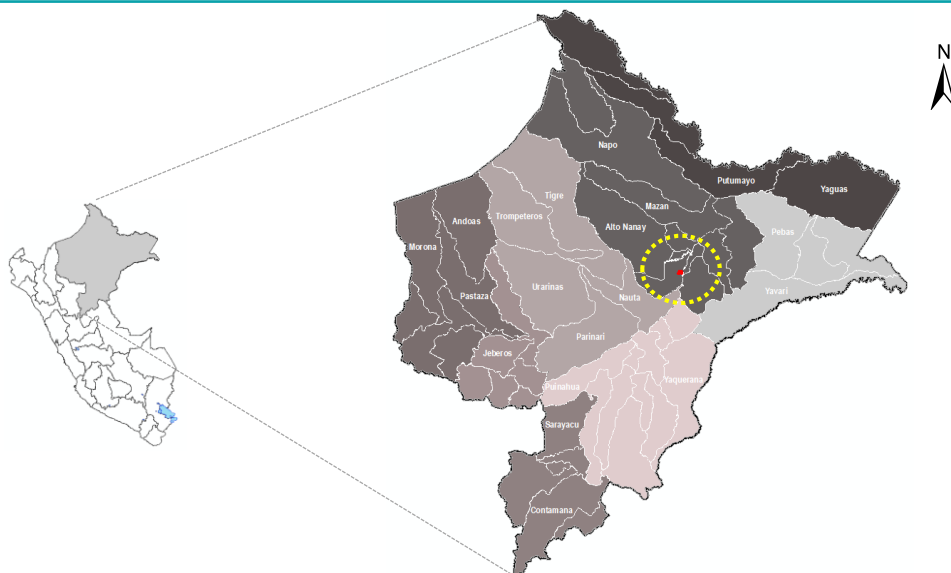 N
Napo
Putumayo
Yaguas
Tigre
Mazan
Andoas
Trompeteros
Alto Nanay
Pebas
Morona
Urarinas
Pastaza
Nauta
Yavari
Parinari
Jeberos
Puinahua
Yaquerana
Sarayacu
Contamana